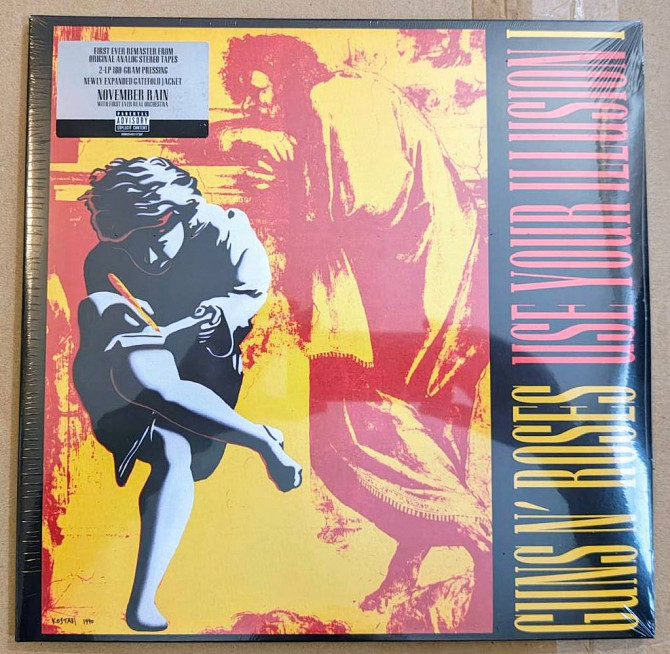 FIRST EVER REMASTER FROM
ORIGINAL ANALOG STEREO TAPES
2-LP 180-GRAM PRESSING
NEWLY EXPANDED GATEFOLD JACKET
NOVEMBER RAIN
WITH FIRST EVER REAL ORCHESTRA
PARENTAL
ADVISORY
EXPLICIT CONTENT
GUNS N' ROSES USE YOUR ILLUSION I
KOSTABI 1990